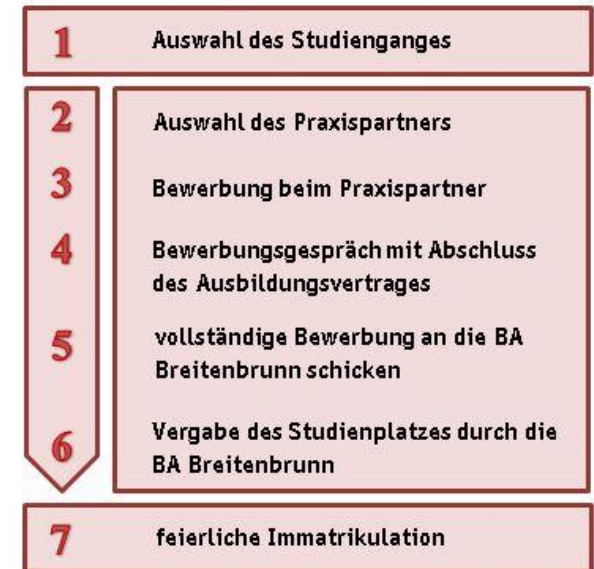 1 Auswahl des Studienganges
2 Auswahl des Praxispartners
3 Bewerbung beim Praxispartner
4 Bewerbungsgespräch mit Abschluss
des Ausbildungsvertrages
5 vollständige Bewerbung an die BA
Breitenbrunn schicken
6 Vergabe des Studienplatzes durch die
BA Breitenbrunn
7 feierliche Immatrikulation